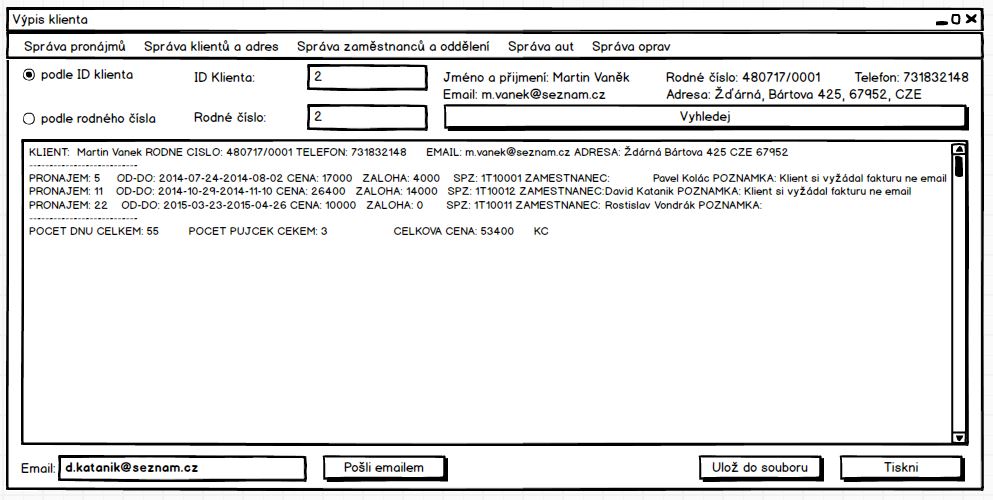 Výpis klienta
Správa pronájmů Správa klientů a adres Správa zaměstnanců a oddělení Správa aut Správa oprav
podle ID klienta ID Klienta: 2 Jméno a přijmeni: Martin Vaněk Rodné číslo: 480717/0001 Telefon: 731832148
Email: m.vanek@seznam.cz Adresa: Žďárná, Bártova 425, 67952, CZE
podle rodného čísla Rodné číslo: 2 Vyhledej
KLIENT: Martin Vanek RODNE CISLO: 480717/0001 TELEFON: 731832148 EMAIL: m.vanek@seznam.cz ADRESA: Ždárná Bártova 425 CZE 67952
----------------------------
PRONAJEM: 5 OD-DO: 2014-07-24-2014-08-02 CENA: 17000 ZALOHA: 4000 SPZ: 1T10001 ZAMESTNANEC: Pavel Kolác POZNAMKA: Klient si vyžádal fakturu ne email
PRONAJEM: 11 OD-DO: 2014-10-29-2014-11-10 CENA: 26400 ZALOHA: 14000 SPZ: 1T10012 ZAMESTNANEC:David Katanik POZNAMKA: Klient si vyžádal fakturu ne email
PRONAJEM: 22 OD-DO: 2015-03-23-2015-04-26 CENA: 10000 ZALOHA: 0 SPZ: 1T10011 ZAMESTNANEC: Rostislav Vondrák POZNAMKA:
----------------------------
POCET DNU CELKEM: 55 POCET PUJCEK CEKEM: 3 CELKOVA CENA: 53400 KC
Email: d.katanik@seznam.cz Pošli emailem Ulož do souboru Tiskni